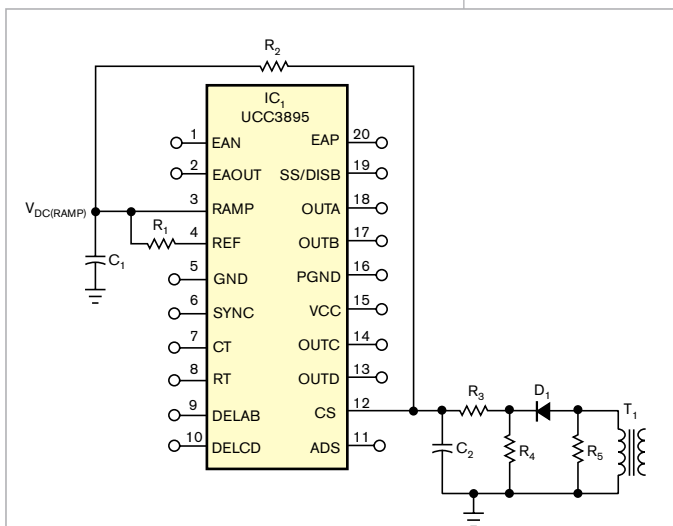 R2
IC1
UCC3895
1 EAN
EAP 20
2 EAOUT
SS/DISB 19
VDC(RAMP)
3 RAMP
OUTA 18
R1
4 REF
OUTB 17
C1
5 GND
PGND 16
6 SYNC
VCC 15
7 CT
OUTC 14
8 RT
OUTD 13
9 DELAB
CS 12
10 DELCD
ADS 11
R3
D1
T1
C2
R4
R5